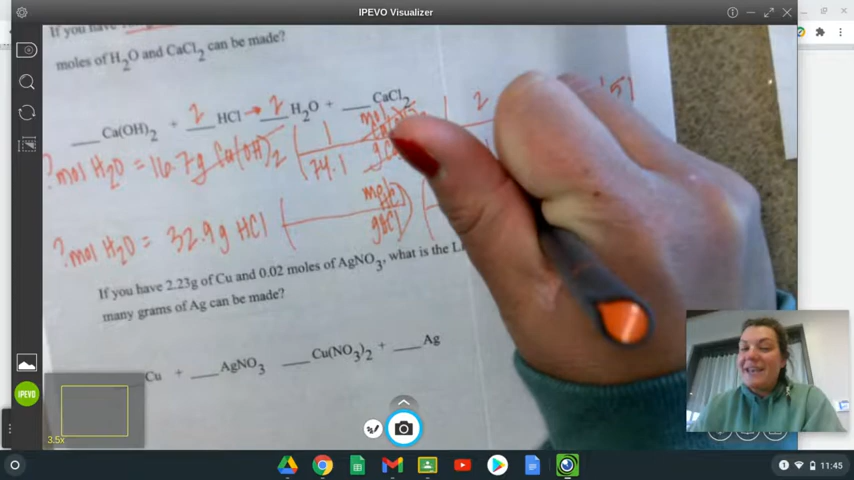 IPEVO Visualizer
If you have
moles of H₂O and CaCl₂ can be made?
___ Ca(OH)₂ + 2 HCl → 2 H₂O + ___ CaCl₂
? mol H₂O = 16.7g Ca(OH)₂ ( 1 mol 2
74.1
? mol H₂O = 32.9g HCl
If you have 2.23g of Cu and 0.02 moles of AgNO₃, what is the
many grams of Ag can be made?
Cu + ___ AgNO₃ ___ Cu(NO₃)₂ + ___ Ag
IPEVO
3.5x
11:45